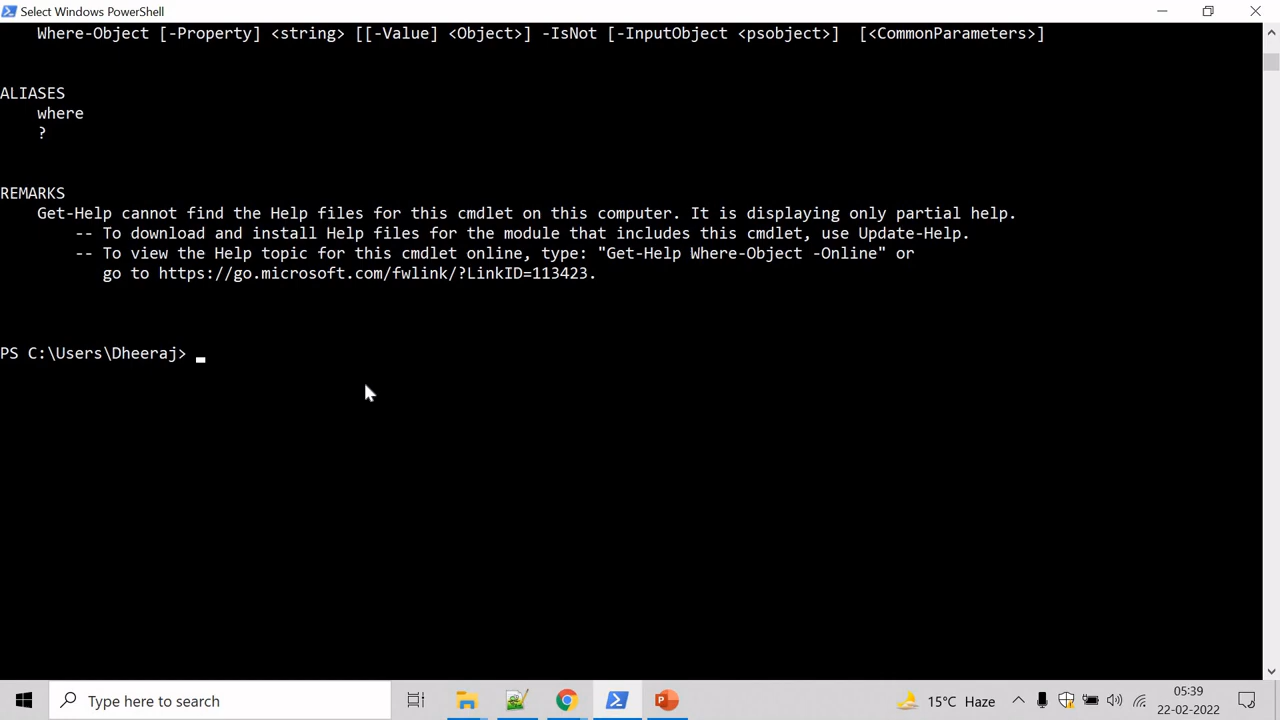 Select Windows PowerShell
Where-Object [-Property] <string> [[-Value] <Object>] -IsNot [-InputObject <psobject>]  [<CommonParameters>]
ALIASES
where
?
REMARKS
Get-Help cannot find the Help files for this cmdlet on this computer. It is displaying only partial help.
-- To download and install Help files for the module that includes this cmdlet, use Update-Help.
-- To view the Help topic for this cmdlet online, type: "Get-Help Where-Object -Online" or
go to https://go.microsoft.com/fwlink/?LinkID=113423.
PS C:\Users\Dheeraj> _
Type here to search
15°C Haze
05:39
22-02-2022